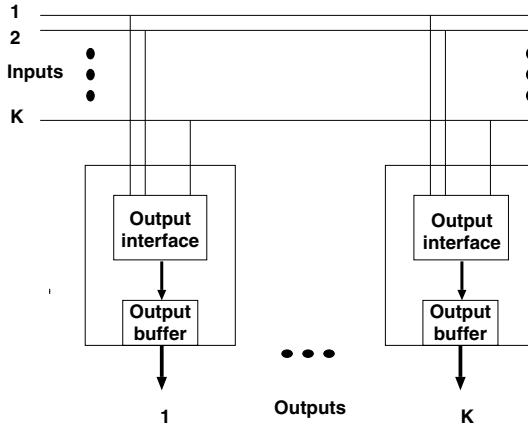 1
2
Inputs
K
Output interface
Output interface
Output buffer
Output buffer
Outputs
1
K